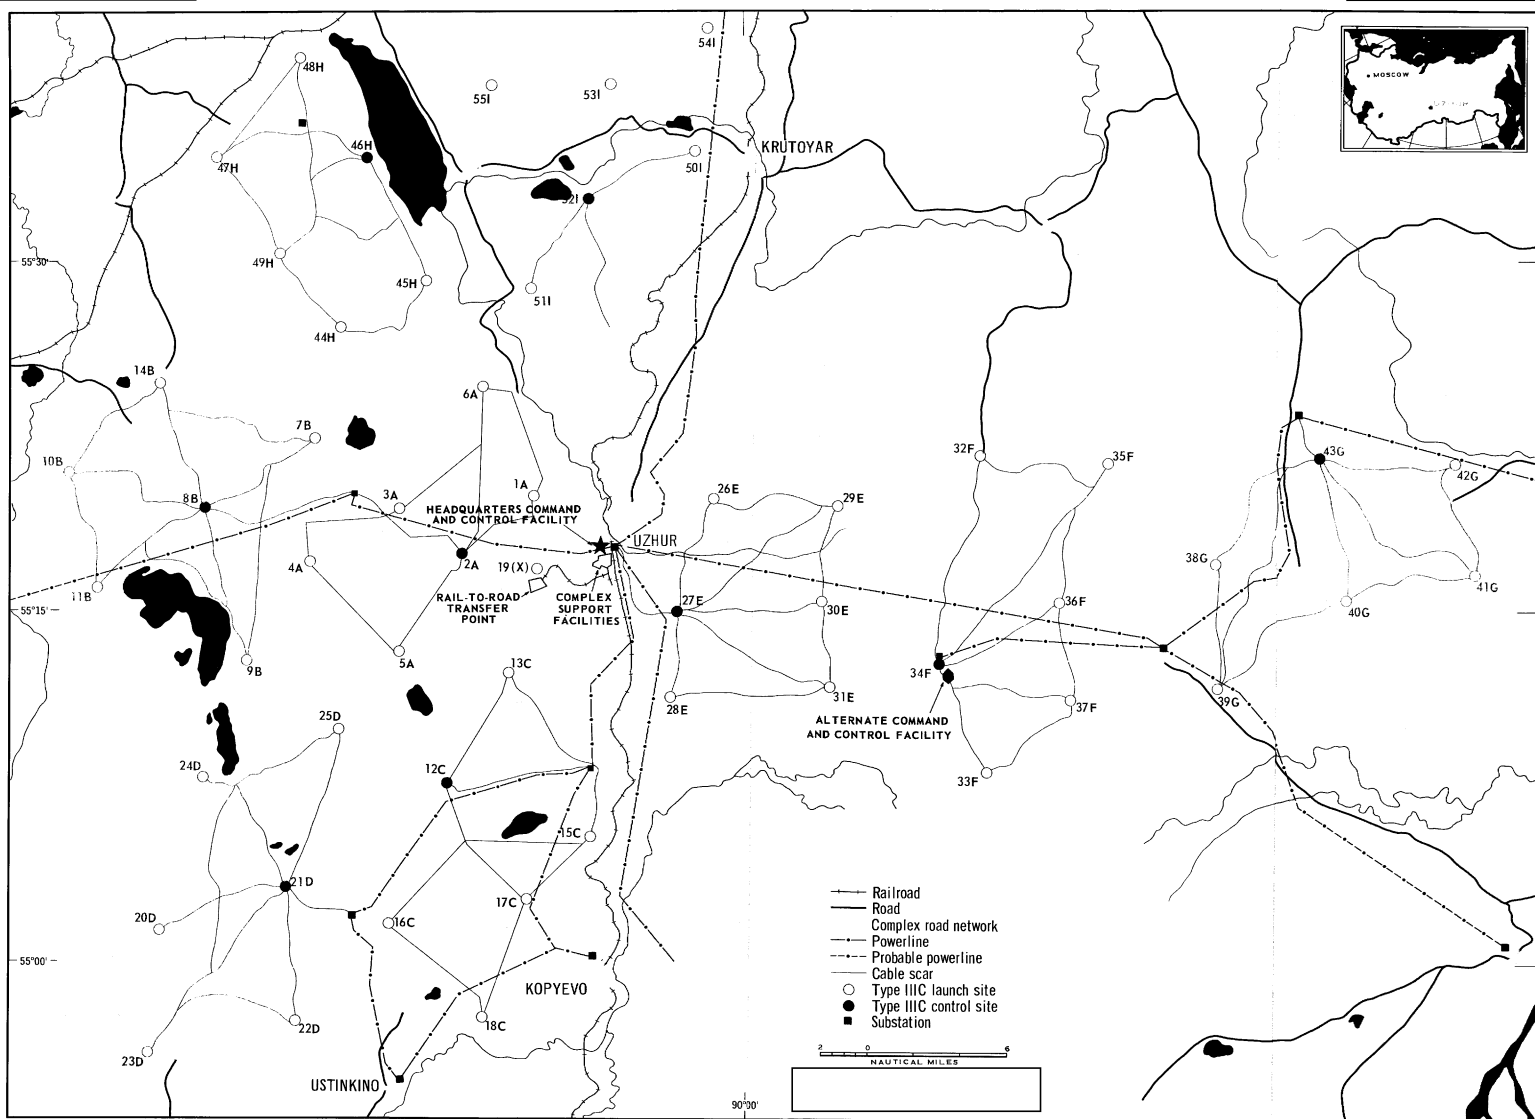 54I
55I
53I
48H
MOSCOW
46H
KRUTOYAR
47H
50I
52I
49H
55°30'
45H
51I
44H
14B
6A
7B
43G
32F
35F
10B
42G
1A
26E
29E
3A
8B
HEADQUARTERS COMMAND
AND CONTROL FACILITY
UZHUR
38G
4A
2A
19(X)
41G
11B
RAIL-TO-ROAD
TRANSFER
POINT
COMPLEX
SUPPORT
FACILITIES
27E
36F
55°15'
30E
40G
9B
5A
13C
34F
28E
31E
37F
39G
ALTERNATE COMMAND
AND CONTROL FACILITY
25D
24D
12C
33F
15C
21D
Railroad
17C
Road
20D
16C
Complex road network
Powerline
55°00'
Probable powerline
Cable scar
KOPYEVO
Type IIIC launch site
Type IIIC control site
22D
18C
Substation
2 0 6
23D
NAUTICAL MILES
USTINKINO
90°00'